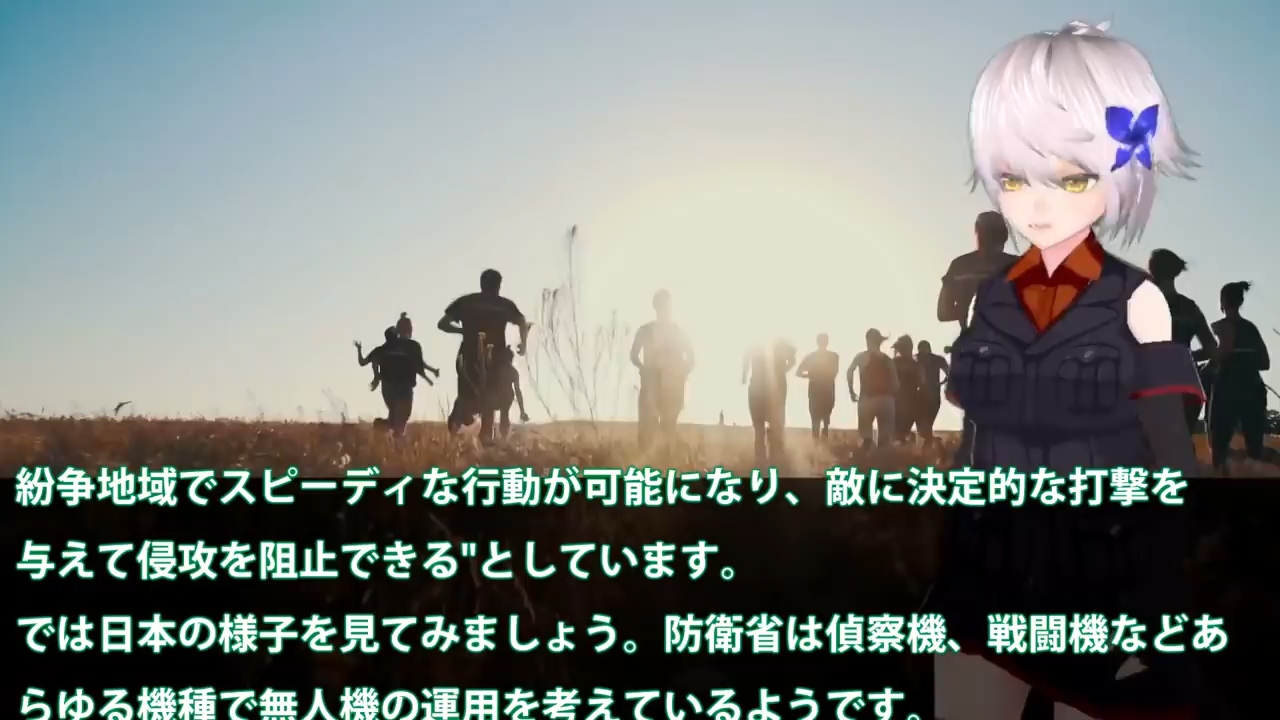 紛争地域でスピーディな行動が可能になり、敵に決定的な打撃を
与えて侵攻を阻止できる"としています。
では日本の様子を見てみましょう。防衛省は偵察機、戦闘機などあ
らゆる機種で無人機の運用を考えているようです。